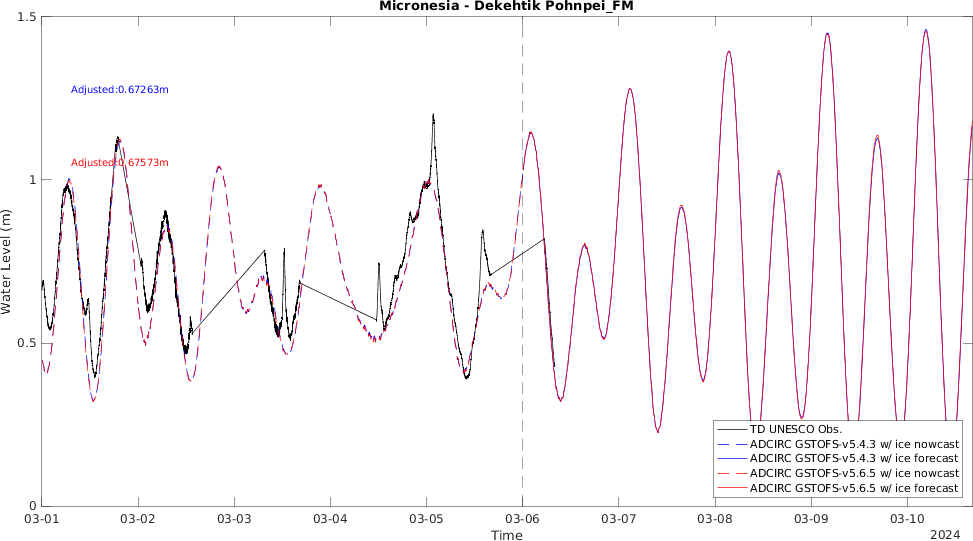 Micronesia - Dekehtik Pohnpei_FM
1.5
Adjusted:0.67263m
Adjusted:0.67573m
1
Water Level (m)
0.5
TD UNESCO Obs.
ADCIRC GSTOFS-v5.4.3 w/ ice nowcast
ADCIRC GSTOFS-v5.4.3 w/ ice forecast
ADCIRC GSTOFS-v5.6.5 w/ ice nowcast
ADCIRC GSTOFS-v5.6.5 w/ ice forecast
0
03-01 03-02 03-03 03-04 03-05 03-06 03-07 03-08 03-09 03-10
Time
2024